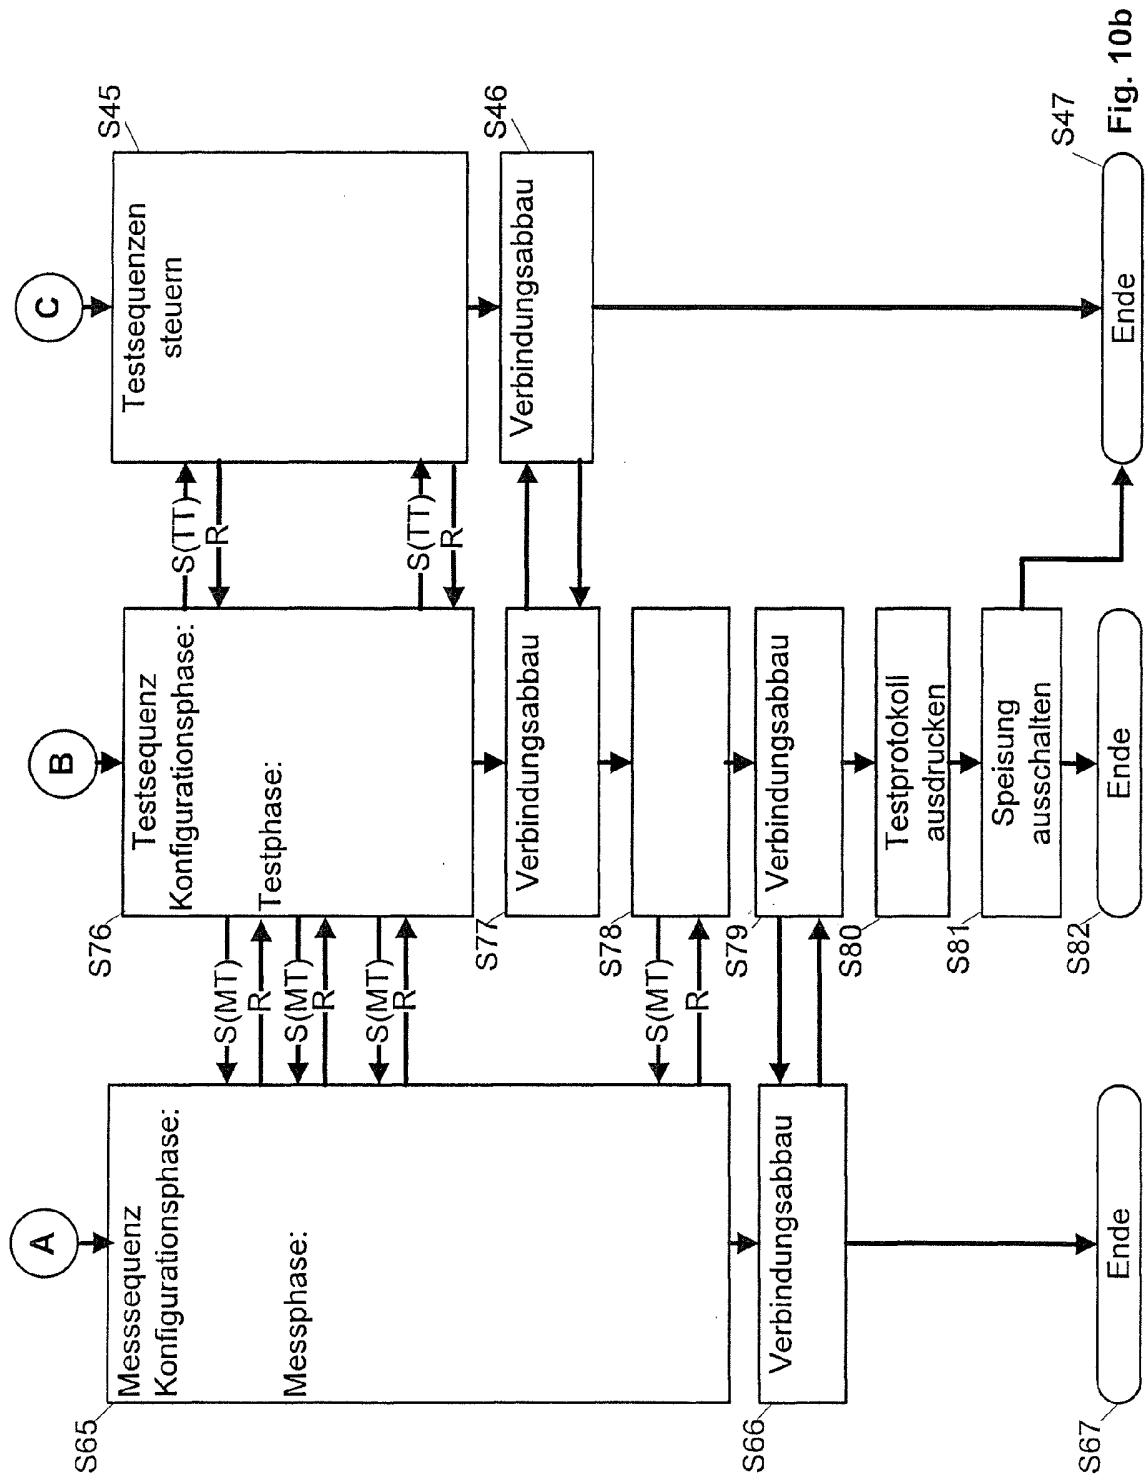 A
S65
Messsequenz
Konfigurationsphase:
Messphase:
S(MT)
R
S(MT)
R
S(MT)
R
S(MT)
R
S66
Verbindungsabbau
S67
Ende
B
S76
Testsequenz
Konfigurationsphase:
Testphase:
S77
Verbindungsabbau
S78
S79
Verbindungsabbau
S80
Testprotokoll
ausdrucken
S81
Speisung
ausschalten
S82
Ende
S(TT)
R
S(TT)
R
C
S45
Testsequenzen
steuern
S46
Verbindungsabbau
S47
Ende
Fig. 10b